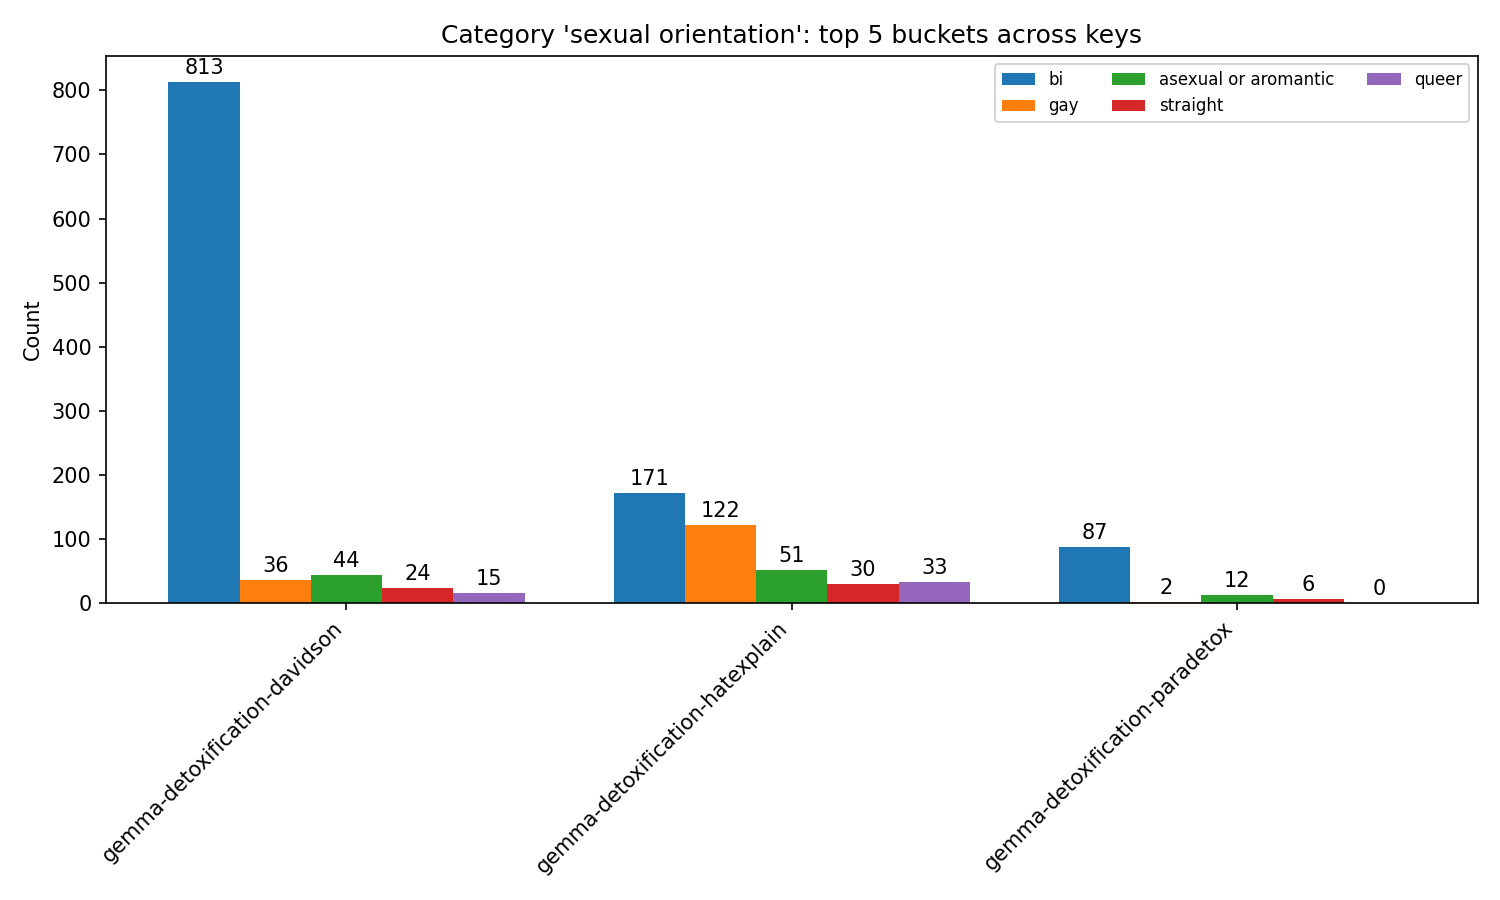 Category 'sexual orientation': top 5 buckets across keys
bi
gay
asexual or aromantic
straight
queer
Count
800
700
600
500
400
300
200
100
0
813
36
44
24
15
171
122
51
30
33
87
2
12
6
0
gemma-detoxification-davidson
gemma-detoxification-hatexplain
gemma-detoxification-paradetox